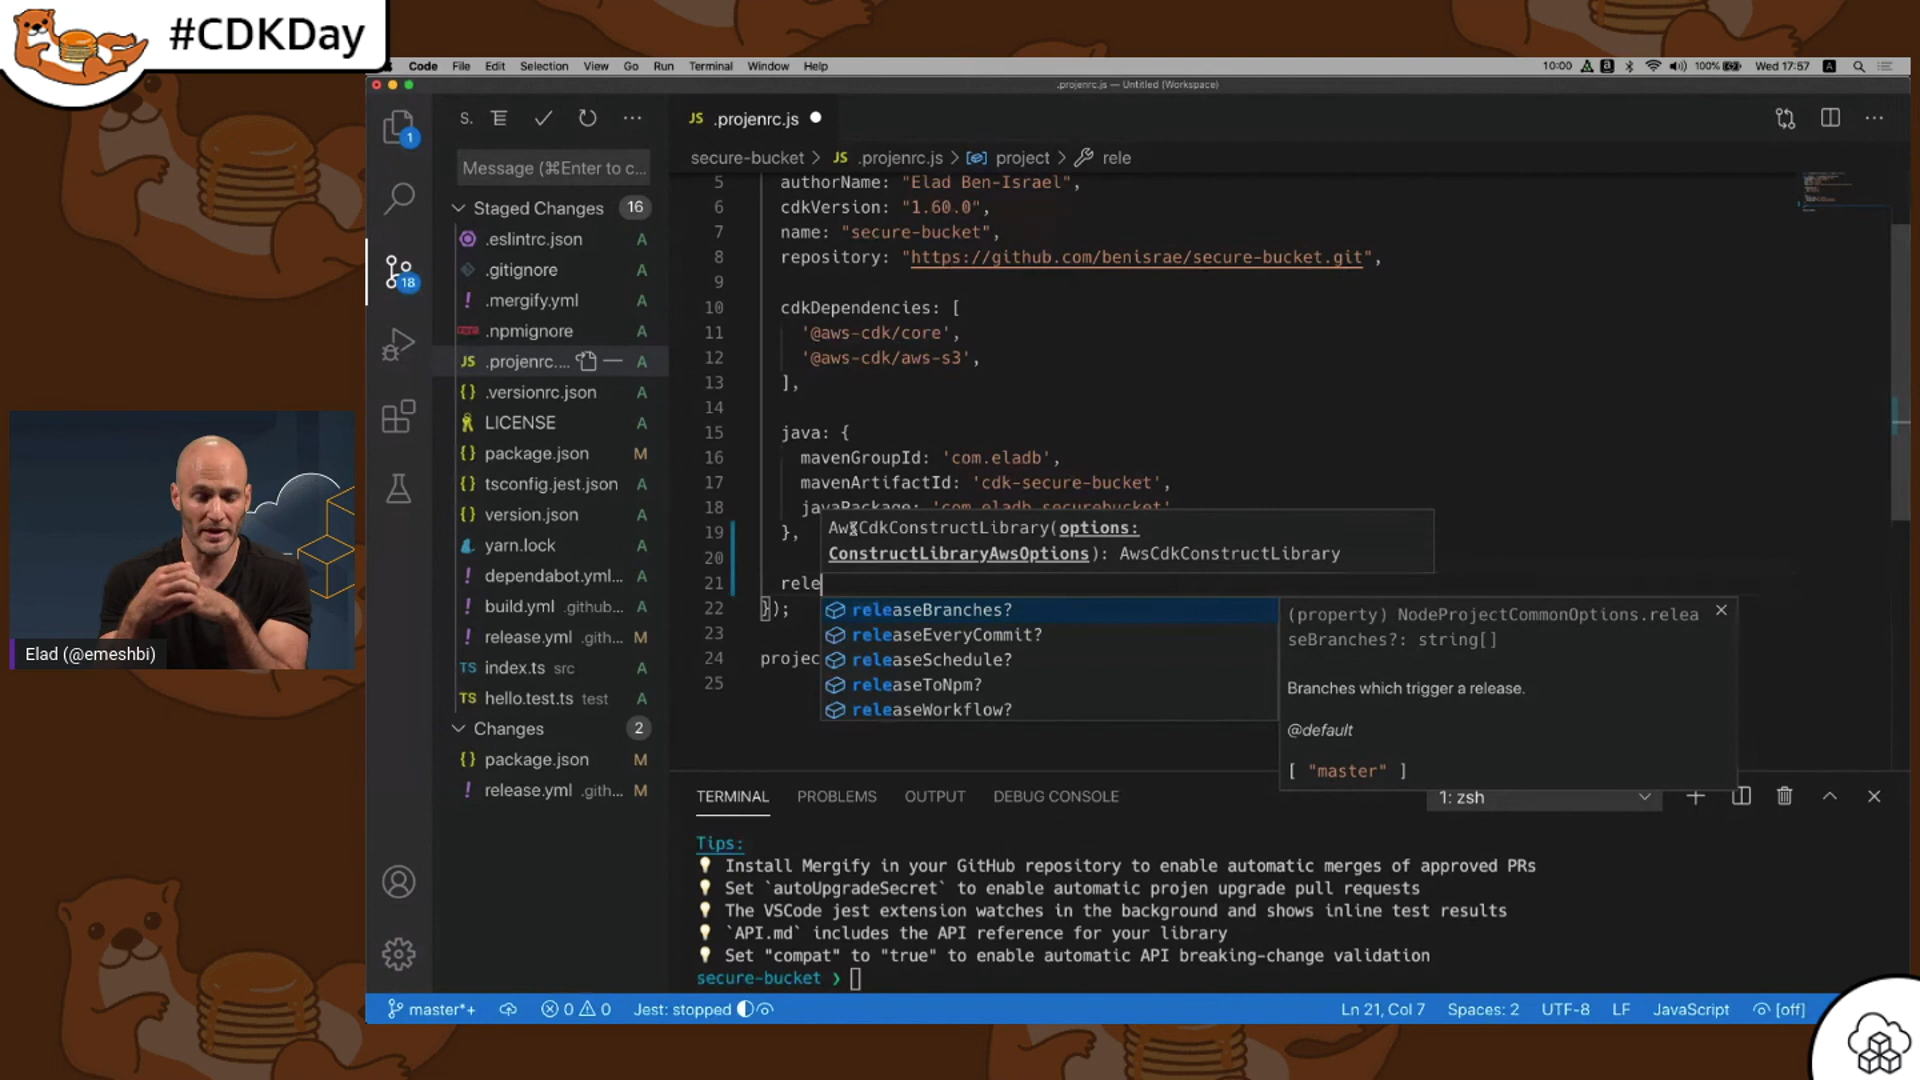 #CDKDay
Code File Edit Selection View Go Run Terminal Window Help
10:00 100% Wed 17:57
.projenrc.js — Untitled (Workspace)
S.
JS .projenrc.js
Message (⌘Enter to c...
secure-bucket > JS .projenrc.js > project > rele
Staged Changes 16
.eslintrc.json A
.gitignore A
.mergify.yml A
.npmignore A
JS .projenrc.... A
.versionrc.json A
LICENSE A
package.json M
tsconfig.jest.json A
version.json A
yarn.lock A
dependabot.yml... A
build.yml .github... A
release.yml .gith... M
TS index.ts src A
TS hello.test.ts test A
Changes 2
package.json M
release.yml .gith... M
1
18
5 authorName: "Elad Ben-Israel",
6 cdkVersion: "1.60.0",
7 name: "secure-bucket",
8 repository: "https://github.com/benisrae/secure-bucket.git",
9
10 cdkDependencies: [
11 '@aws-cdk/core',
12 '@aws-cdk/aws-s3',
13 ],
14
15 java: {
16 mavenGroupId: 'com.eladb',
17 mavenArtifactId: 'cdk-secure-bucket',
18 javaPackage: 'com.eladb.securebucket'
19 },
20
21 rele
22 });
23
24 projec
25
AwsCdkConstructLibrary(options:
ConstructLibraryAwsOptions): AwsCdkConstructLibrary
releaseBranches?
releaseEveryCommit?
releaseSchedule?
releaseToNpm?
releaseWorkflow?
(property) NodeProjectCommonOptions.relea
seBranches?: string[]
Branches which trigger a release.
@default
[ "master" ]
TERMINAL PROBLEMS OUTPUT DEBUG CONSOLE
1: zsh
Tips:
Install Mergify in your GitHub repository to enable automatic merges of approved PRs
Set `autoUpgradeSecret` to enable automatic projen upgrade pull requests
The VSCode jest extension watches in the background and shows inline test results
`API.md` includes the API reference for your library
Set "compat" to "true" to enable automatic API breaking-change validation
secure-bucket ❯
master*+ 0 0 Jest: stopped
Ln 21, Col 7 Spaces: 2 UTF-8 LF JavaScript [off]
Elad (@emeshbi)